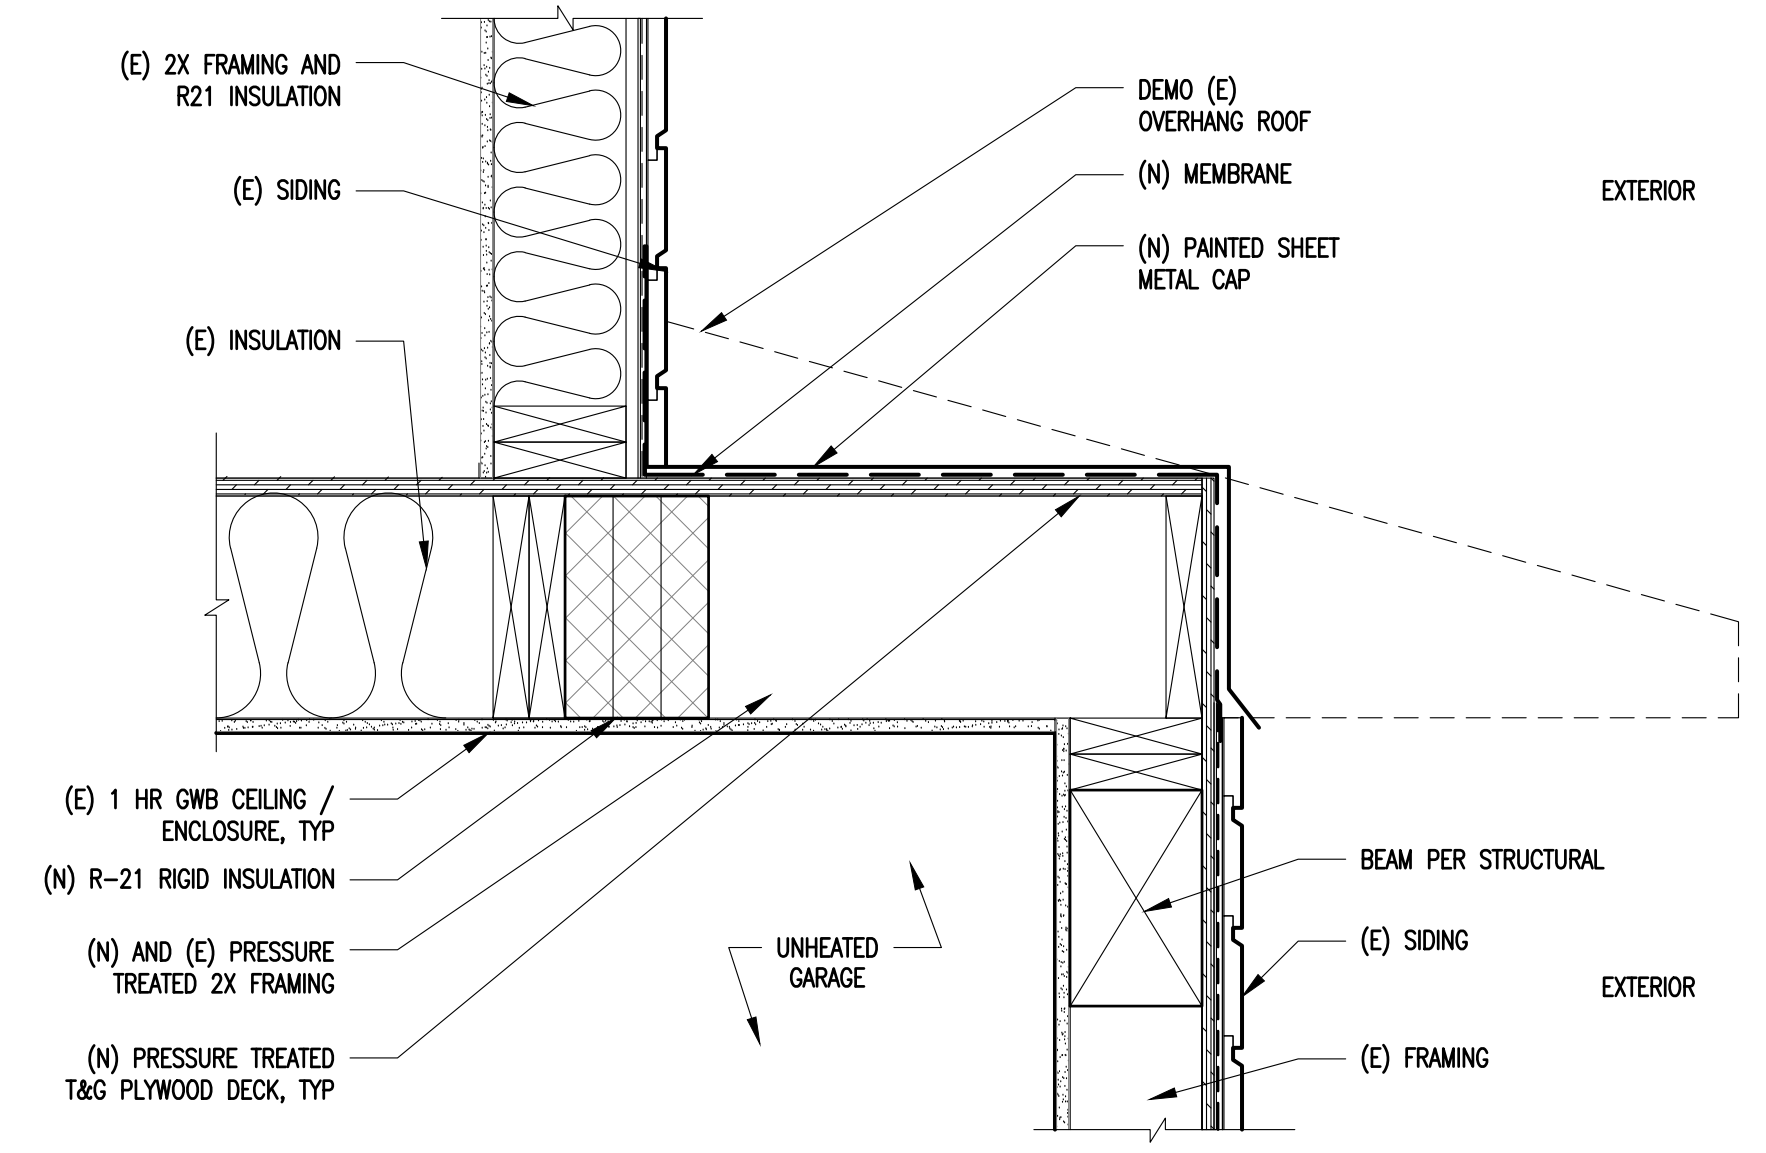 (E) 2X FRAMING AND
R21 INSULATION
(E) SIDING
(E) INSULATION
DEMO (E)
OVERHANG ROOF
(N) MEMBRANE
(N) PAINTED SHEET
METAL CAP
EXTERIOR
(E) 1 HR GWB CEILING /
ENCLOSURE, TYP
(N) R-21 RIGID INSULATION
(N) AND (E) PRESSURE
TREATED 2X FRAMING
(N) PRESSURE TREATED
T&G PLYWOOD DECK, TYP
UNHEATED
GARAGE
BEAM PER STRUCTURAL
(E) SIDING
EXTERIOR
(E) FRAMING